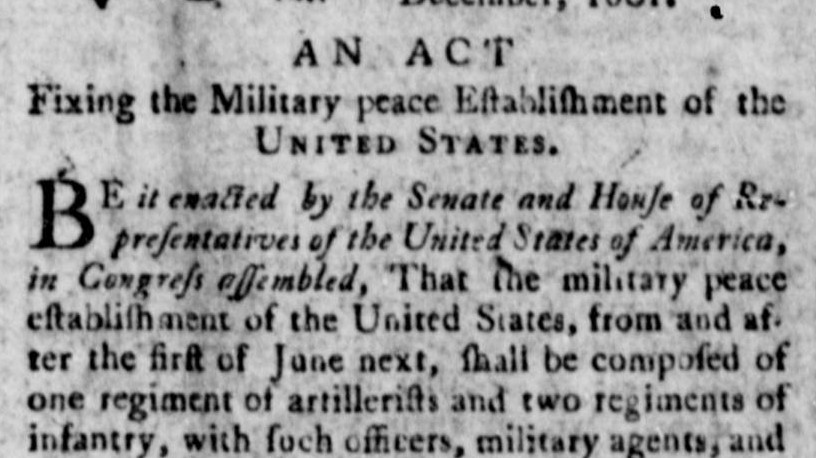 December, 1801.
AN ACT
Fixing the Military peace Eſtabliſhment of the
UNITED STATES.
BE it enacted by the Senate and Houſe of Re-
preſentatives of the United States of America,
in Congreſs aſſembled, That the military peace
eſtabliſhment of the United States, from and af-
ter the firſt of June next, ſhall be compoſed of
one regiment of artilleriſts and two regiments of
infantry, with ſuch officers, military agents, and